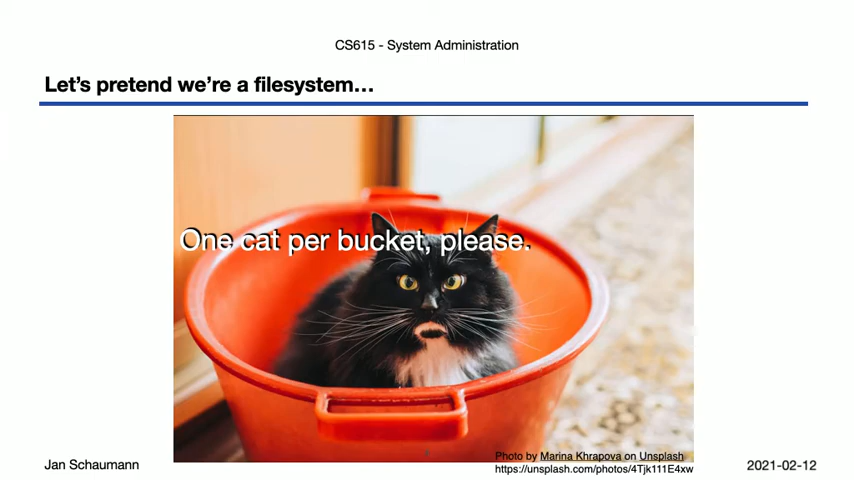 CS615 - System Administration
Let's pretend we're a filesystem…
One cat per bucket, please.
Photo by Marina Khrapova on Unsplash
https://unsplash.com/photos/4Tjk111E4xw
Jan Schaumann
2021-02-12